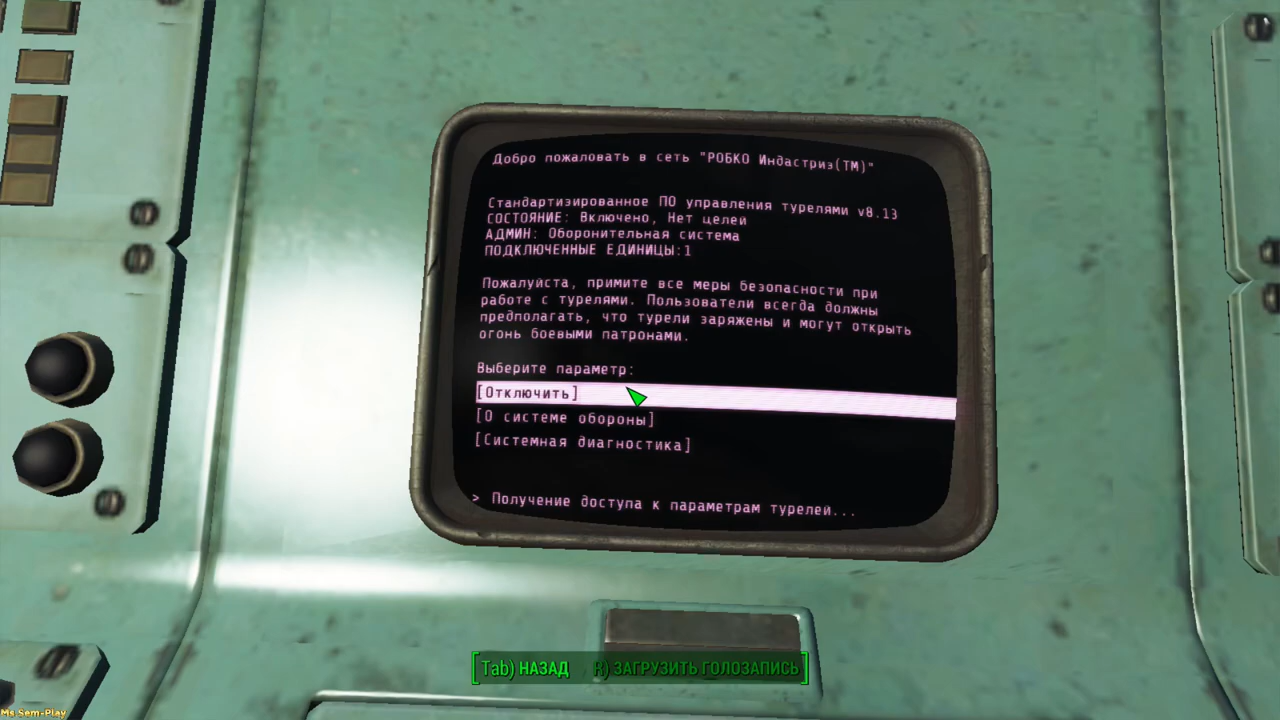 Добро пожаловать в сеть "РОБКО Индастриз(ТМ)"
Стандартизированное ПО управления турелями v8.13
СОСТОЯНИЕ: Включено, Нет целей
АДМИН: Оборонительная система
ПОДКЛЮЧЕННЫЕ ЕДИНИЦЫ:1
Пожалуйста, примите все меры безопасности при
работе с турелями. Пользователи всегда должны
предполагать, что турели заряжены и могут открыть
огонь боевыми патронами.
Выберите параметр:
[Отключить]
[О системе обороны]
[Системная диагностика]
> Получение доступа к параметрам турелей...
Tab) НАЗАД R) ЗАГРУЗИТЬ ГОЛОЗАПИСЬ
Ms Sem-Play